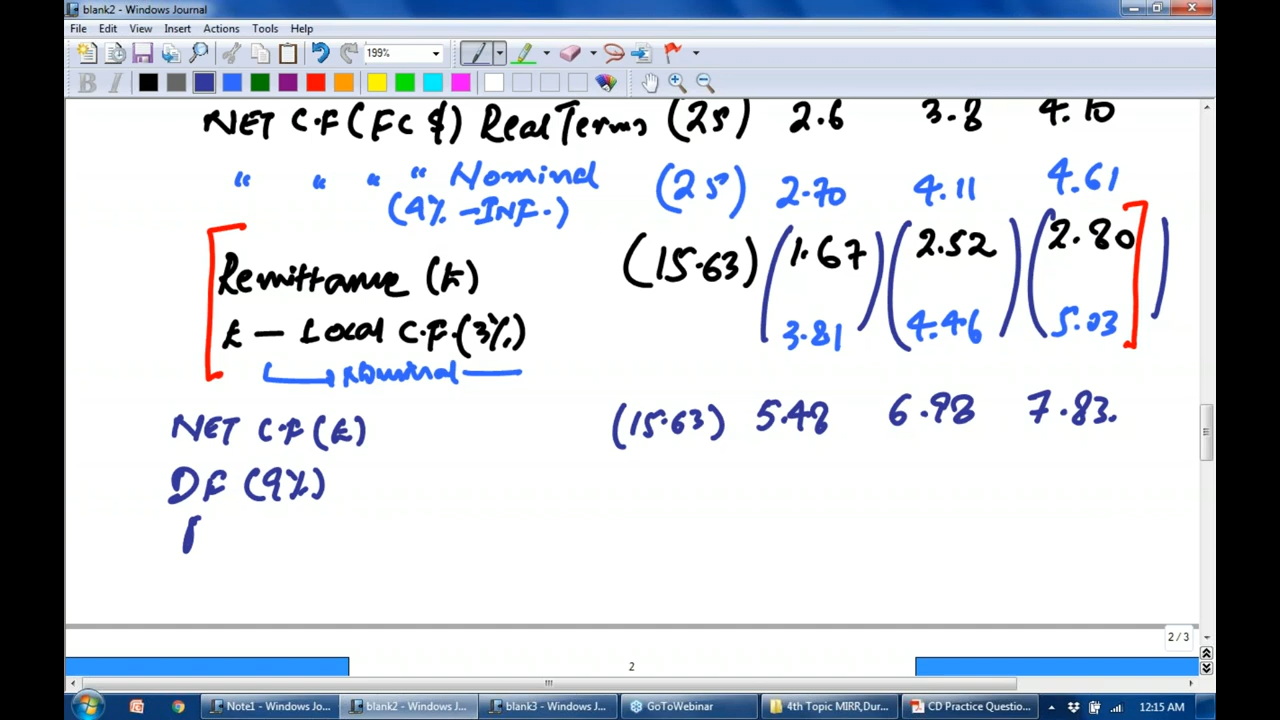 blank2 - Windows Journal
File Edit View Insert Actions Tools Help
199%
B I
NET C.F (FC $) Real Terms (25) 2.6 3.8 4.10
" " " " Nominal (25) 2.70 4.11 4.61
(4% - INF.)
Remittance (£) (15.63) 1.67 2.52 2.80
£ — Local C.F. (3%) 3.81 4.46 5.03
Nominal
NET C.F (£) (15.63) 5.48 6.98 7.83.
DF (9%)
2/3
2
Note1 - Windows Jo... blank2 - Windows J... blank3 - Windows J... GoToWebinar 4th Topic MIRR,Dur... CD Practice Questio... 12:15 AM